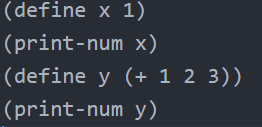 (define x 1)
(print-num x)
(define y (+ 1 2 3))
(print-num y)